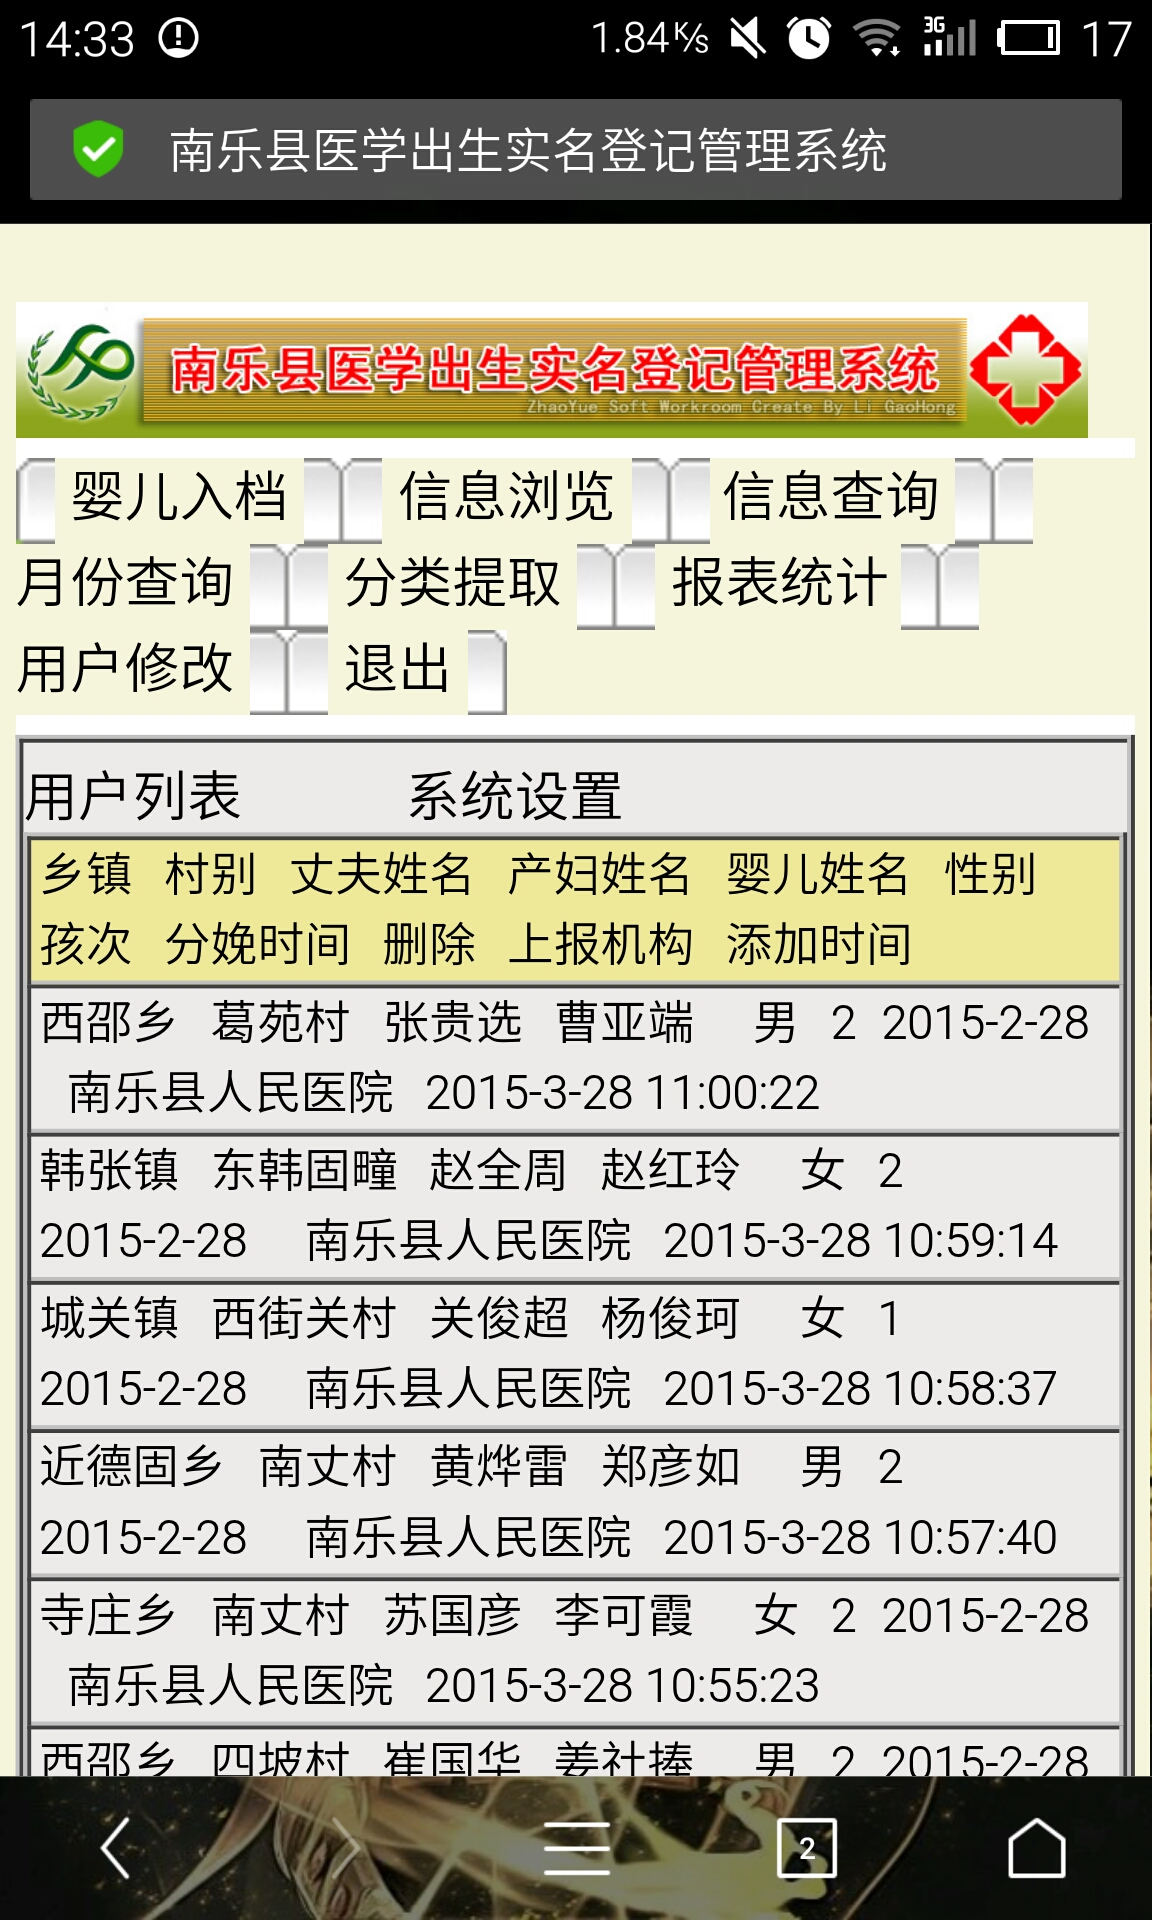 14:33 1.84K/s 3G 17
南乐县医学出生实名登记管理系统
南乐县医学出生实名登记管理系统
ZhaoYue Soft Workroom Create By Li GaoHong
婴儿入档 信息浏览 信息查询
月份查询 分类提取 报表统计
用户修改 退出
用户列表 系统设置
乡镇 村别 丈夫姓名 产妇姓名 婴儿姓名 性别
孩次 分娩时间 删除 上报机构 添加时间
西邵乡 葛苑村 张贵选 曹亚端 男 2 2015-2-28
南乐县人民医院 2015-3-28 11:00:22
韩张镇 东韩固疃 赵全周 赵红玲 女 2
2015-2-28 南乐县人民医院 2015-3-28 10:59:14
城关镇 西街关村 关俊超 杨俊珂 女 1
2015-2-28 南乐县人民医院 2015-3-28 10:58:37
近德固乡 南丈村 黄烨雷 郑彦如 男 2
2015-2-28 南乐县人民医院 2015-3-28 10:57:40
寺庄乡 南丈村 苏国彦 李可霞 女 2 2015-2-28
南乐县人民医院 2015-3-28 10:55:23
西邵乡 四坡村 崔国华 姜社捧 男 2 2015-2-28
2